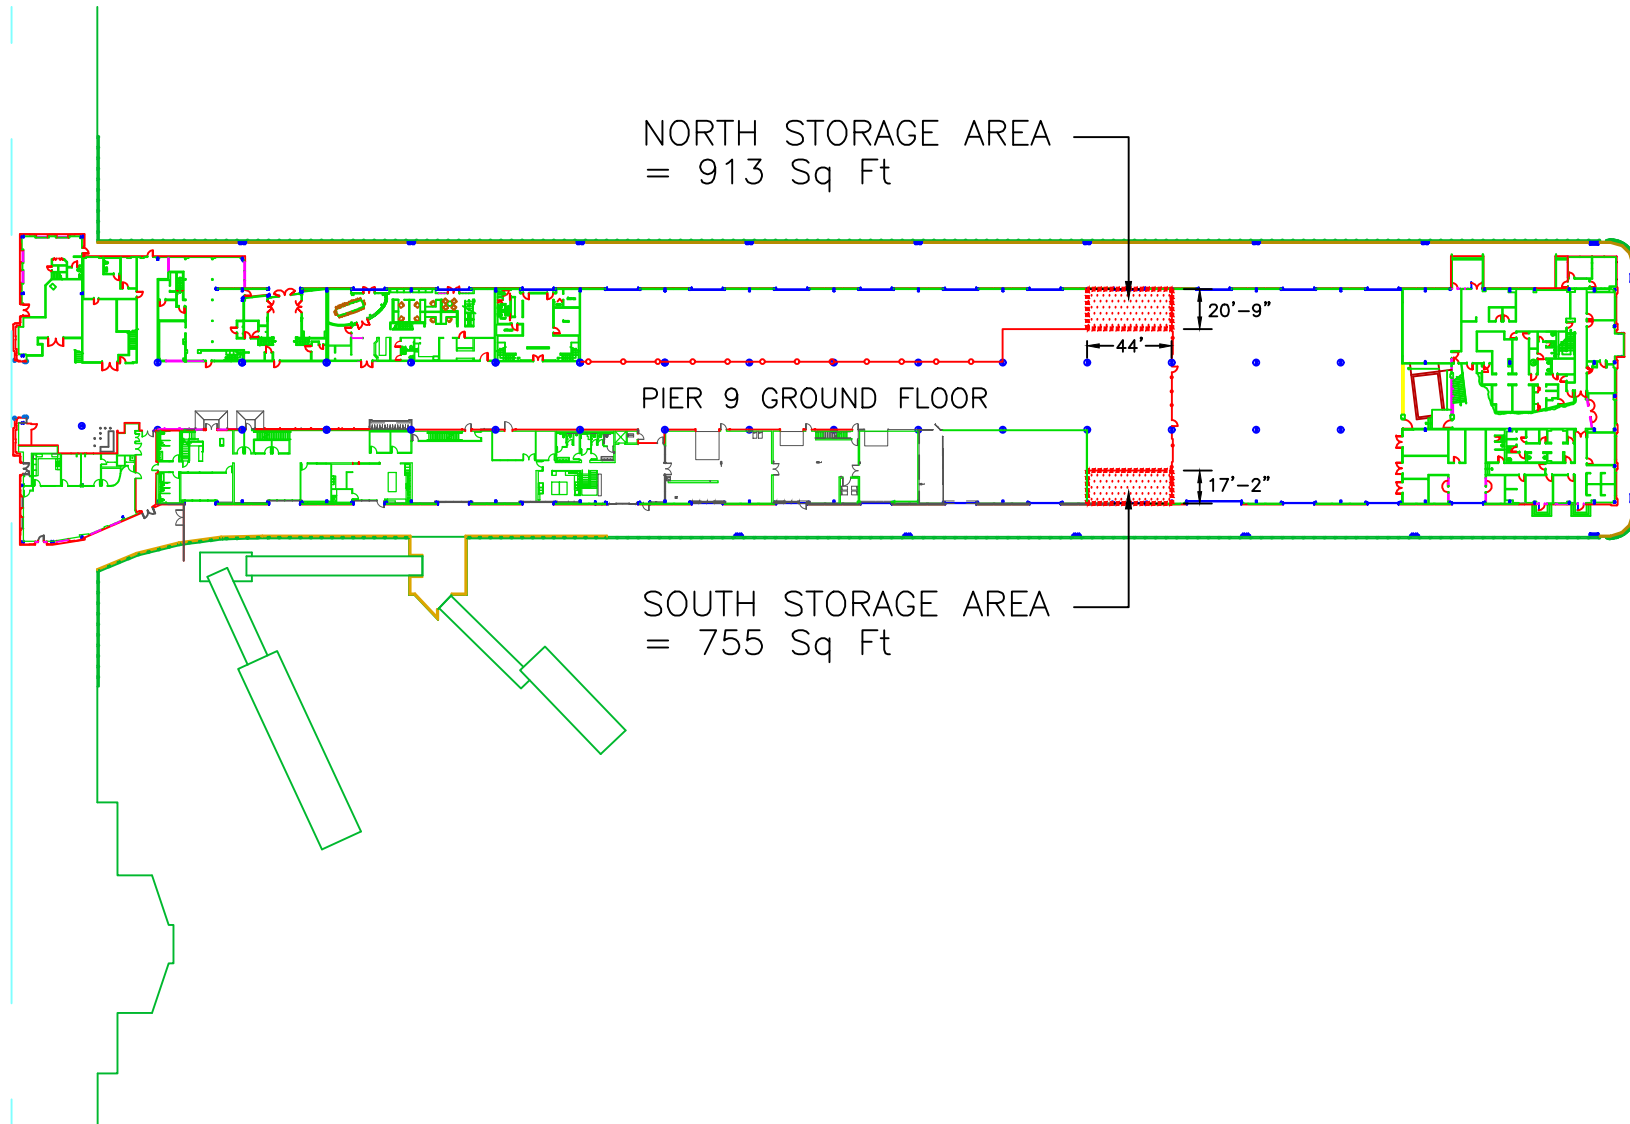 NORTH STORAGE AREA
= 913 Sq Ft
20'-9"
44'
PIER 9 GROUND FLOOR
17'-2"
SOUTH STORAGE AREA
= 755 Sq Ft